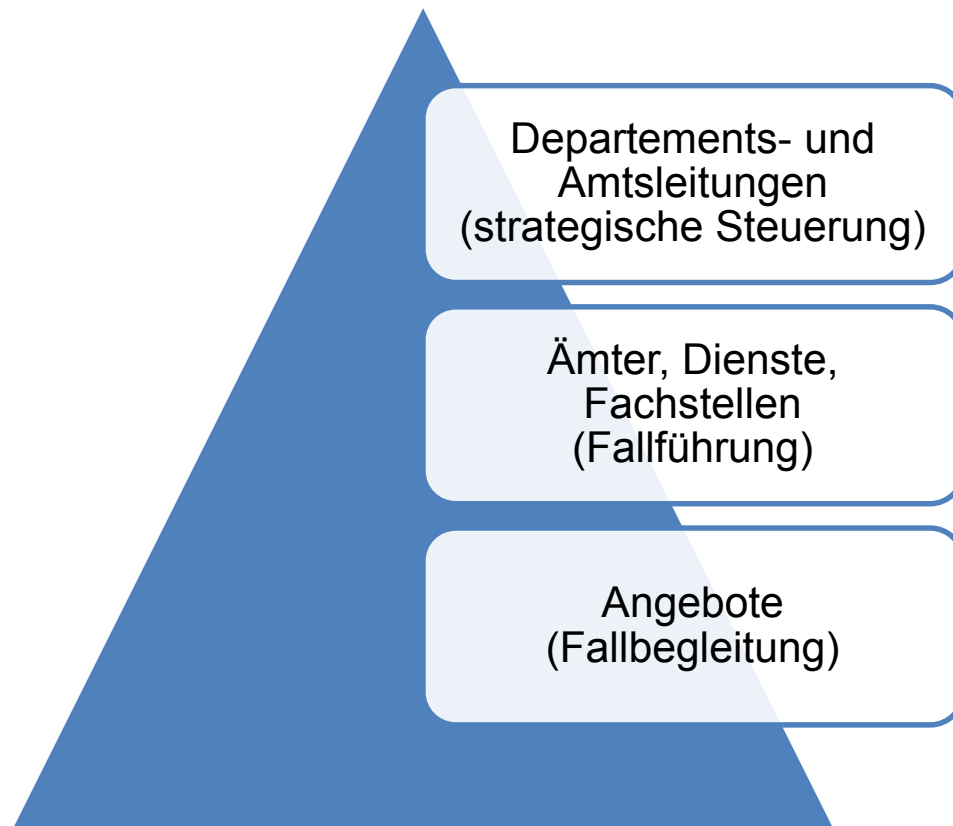 Departements- und
Amtsleitungen
(strategische Steuerung)
Ämter, Dienste,
Fachstellen
(Fallführung)
Angebote
(Fallbegleitung)